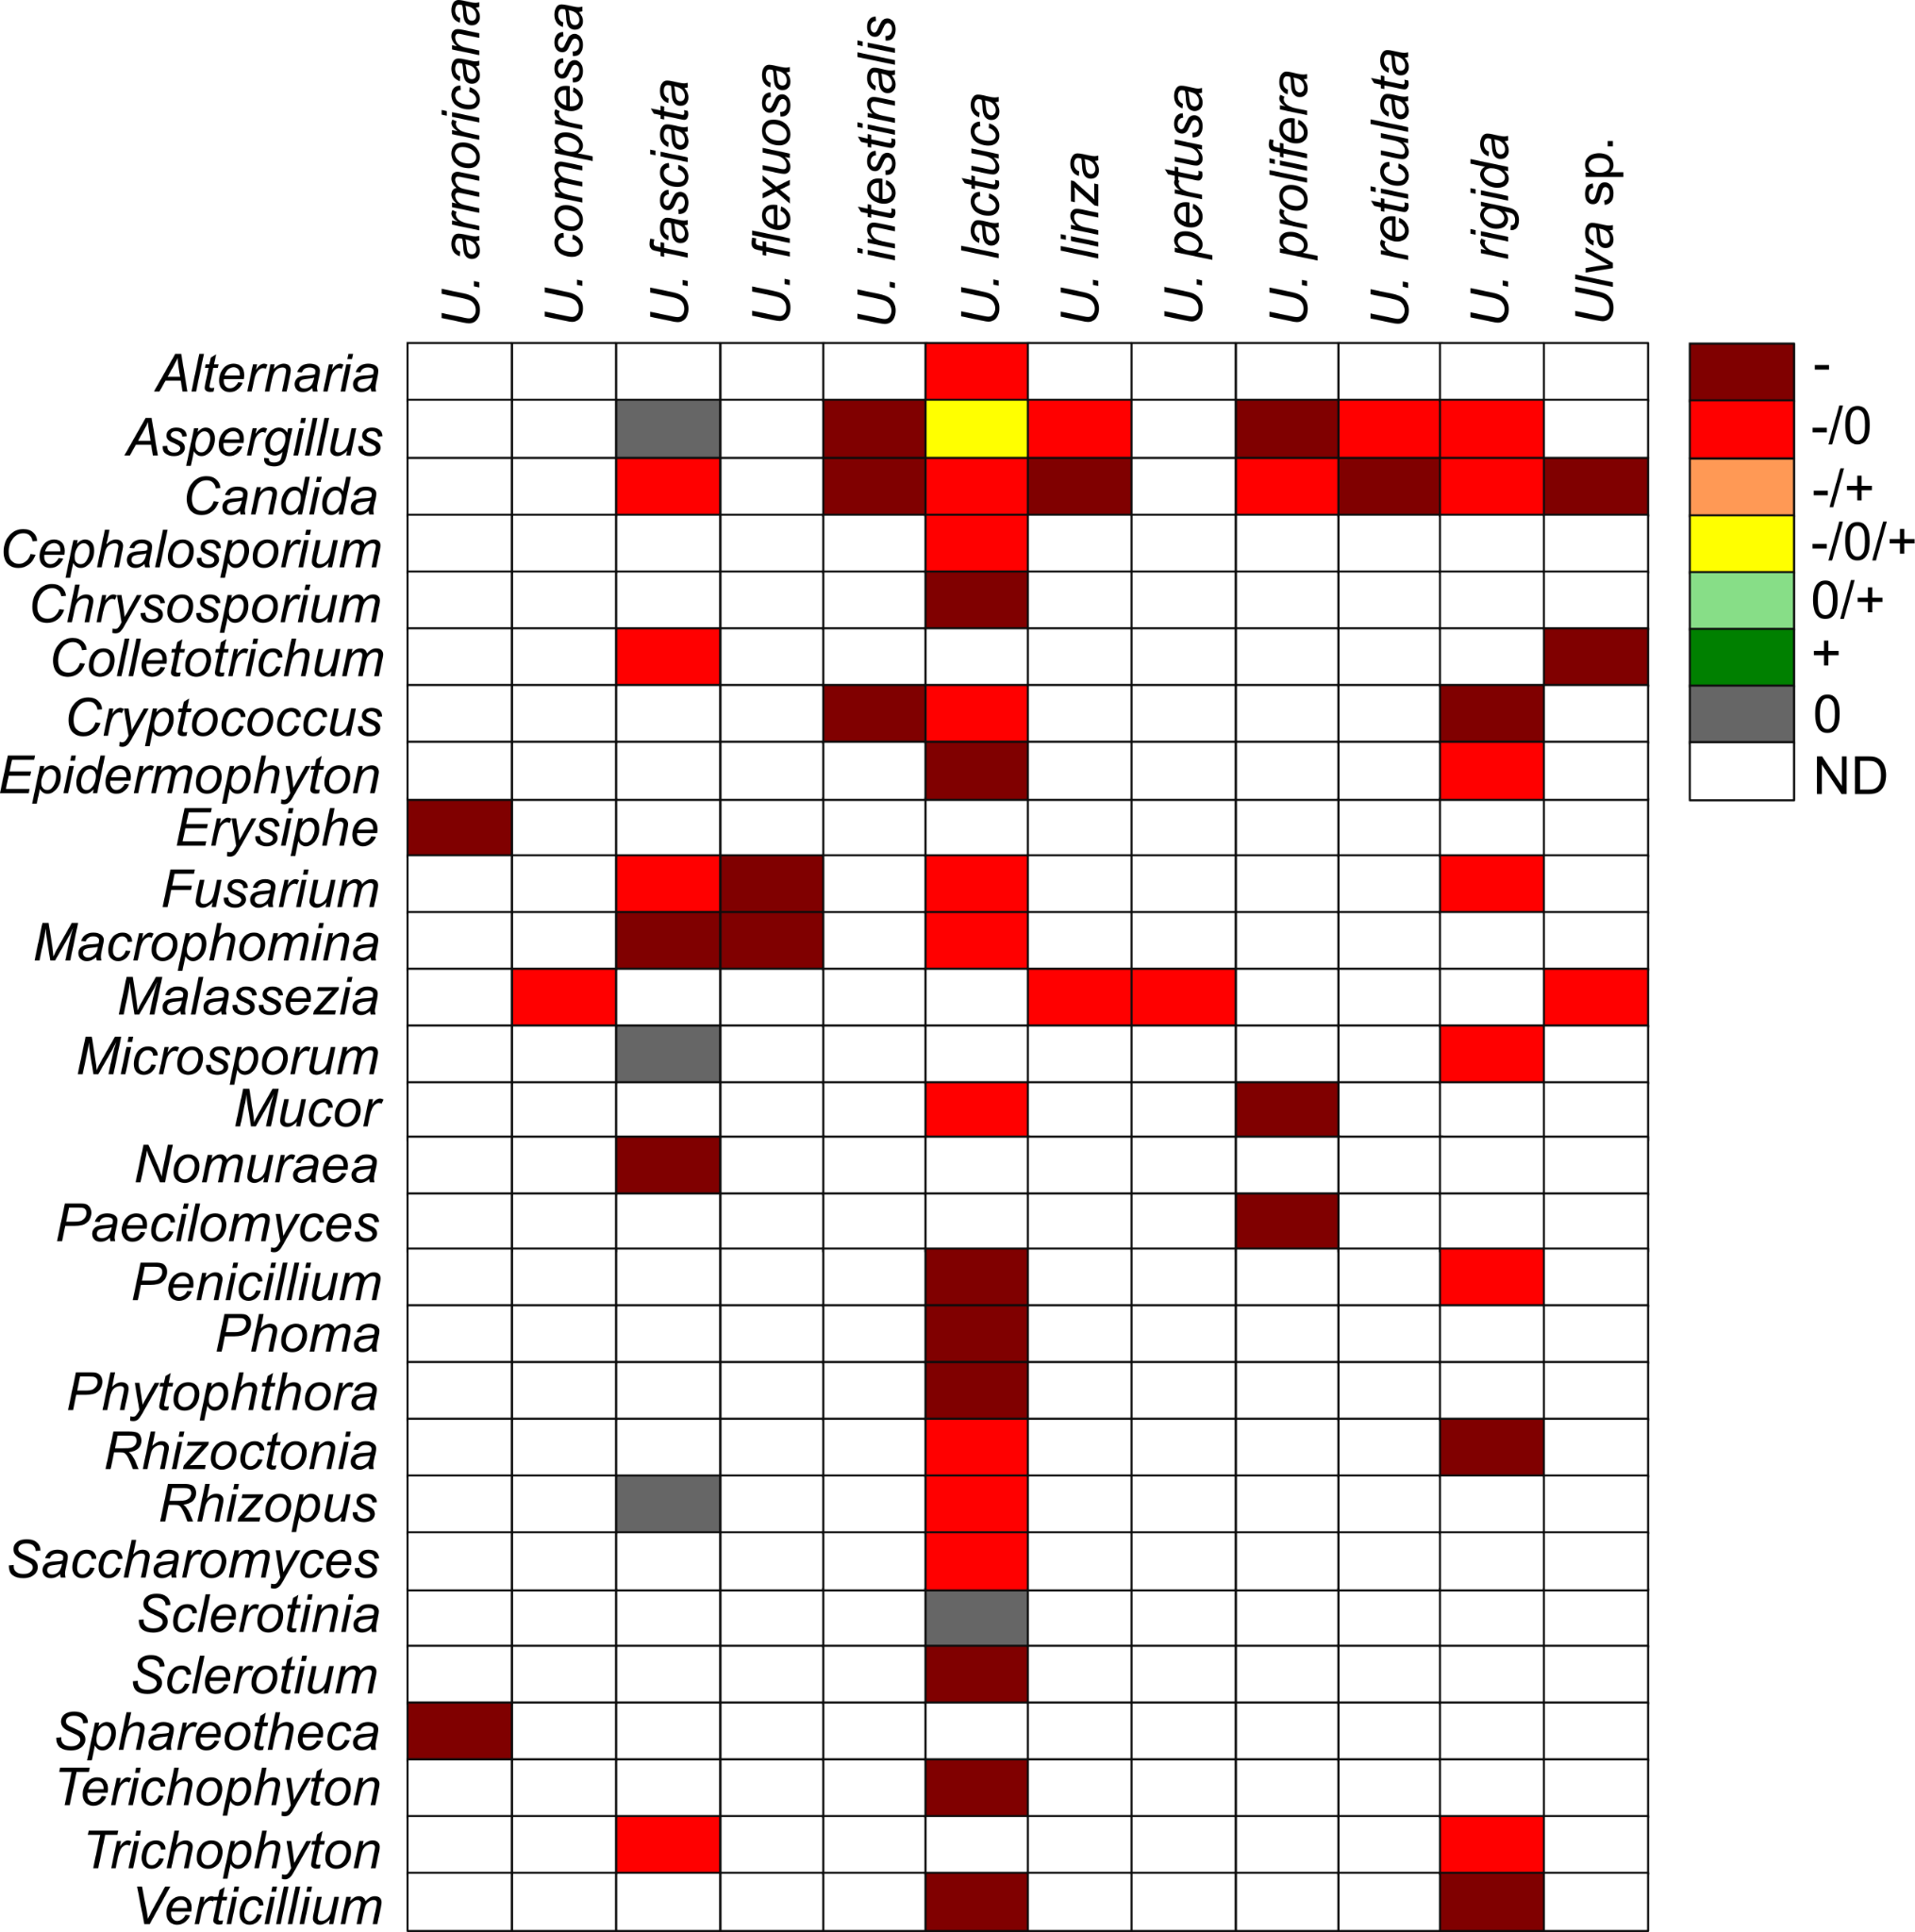 U. armoricana
U. compressa
U. fasciata
U. flexuosa
U. intestinalis
U. lactuca
U. linza
U. pertusa
U. prolifera
U. reticulata
U. rigida
Ulva sp.
Alternaria
Aspergillus
Candida
Cephalosporium
Chrysosporium
Colletotrichum
Cryptococcus
Epidermophyton
Erysiphe
Fusarium
Macrophomina
Malassezia
Microsporum
Mucor
Nomuraea
Paecilomyces
Penicillium
Phoma
Phytophthora
Rhizoctonia
Rhizopus
Saccharomyces
Sclerotinia
Sclerotium
Sphareotheca
Terichophyton
Trichophyton
Verticillium
-
-/0
-/+
-/0/+
0/+
+
0
ND